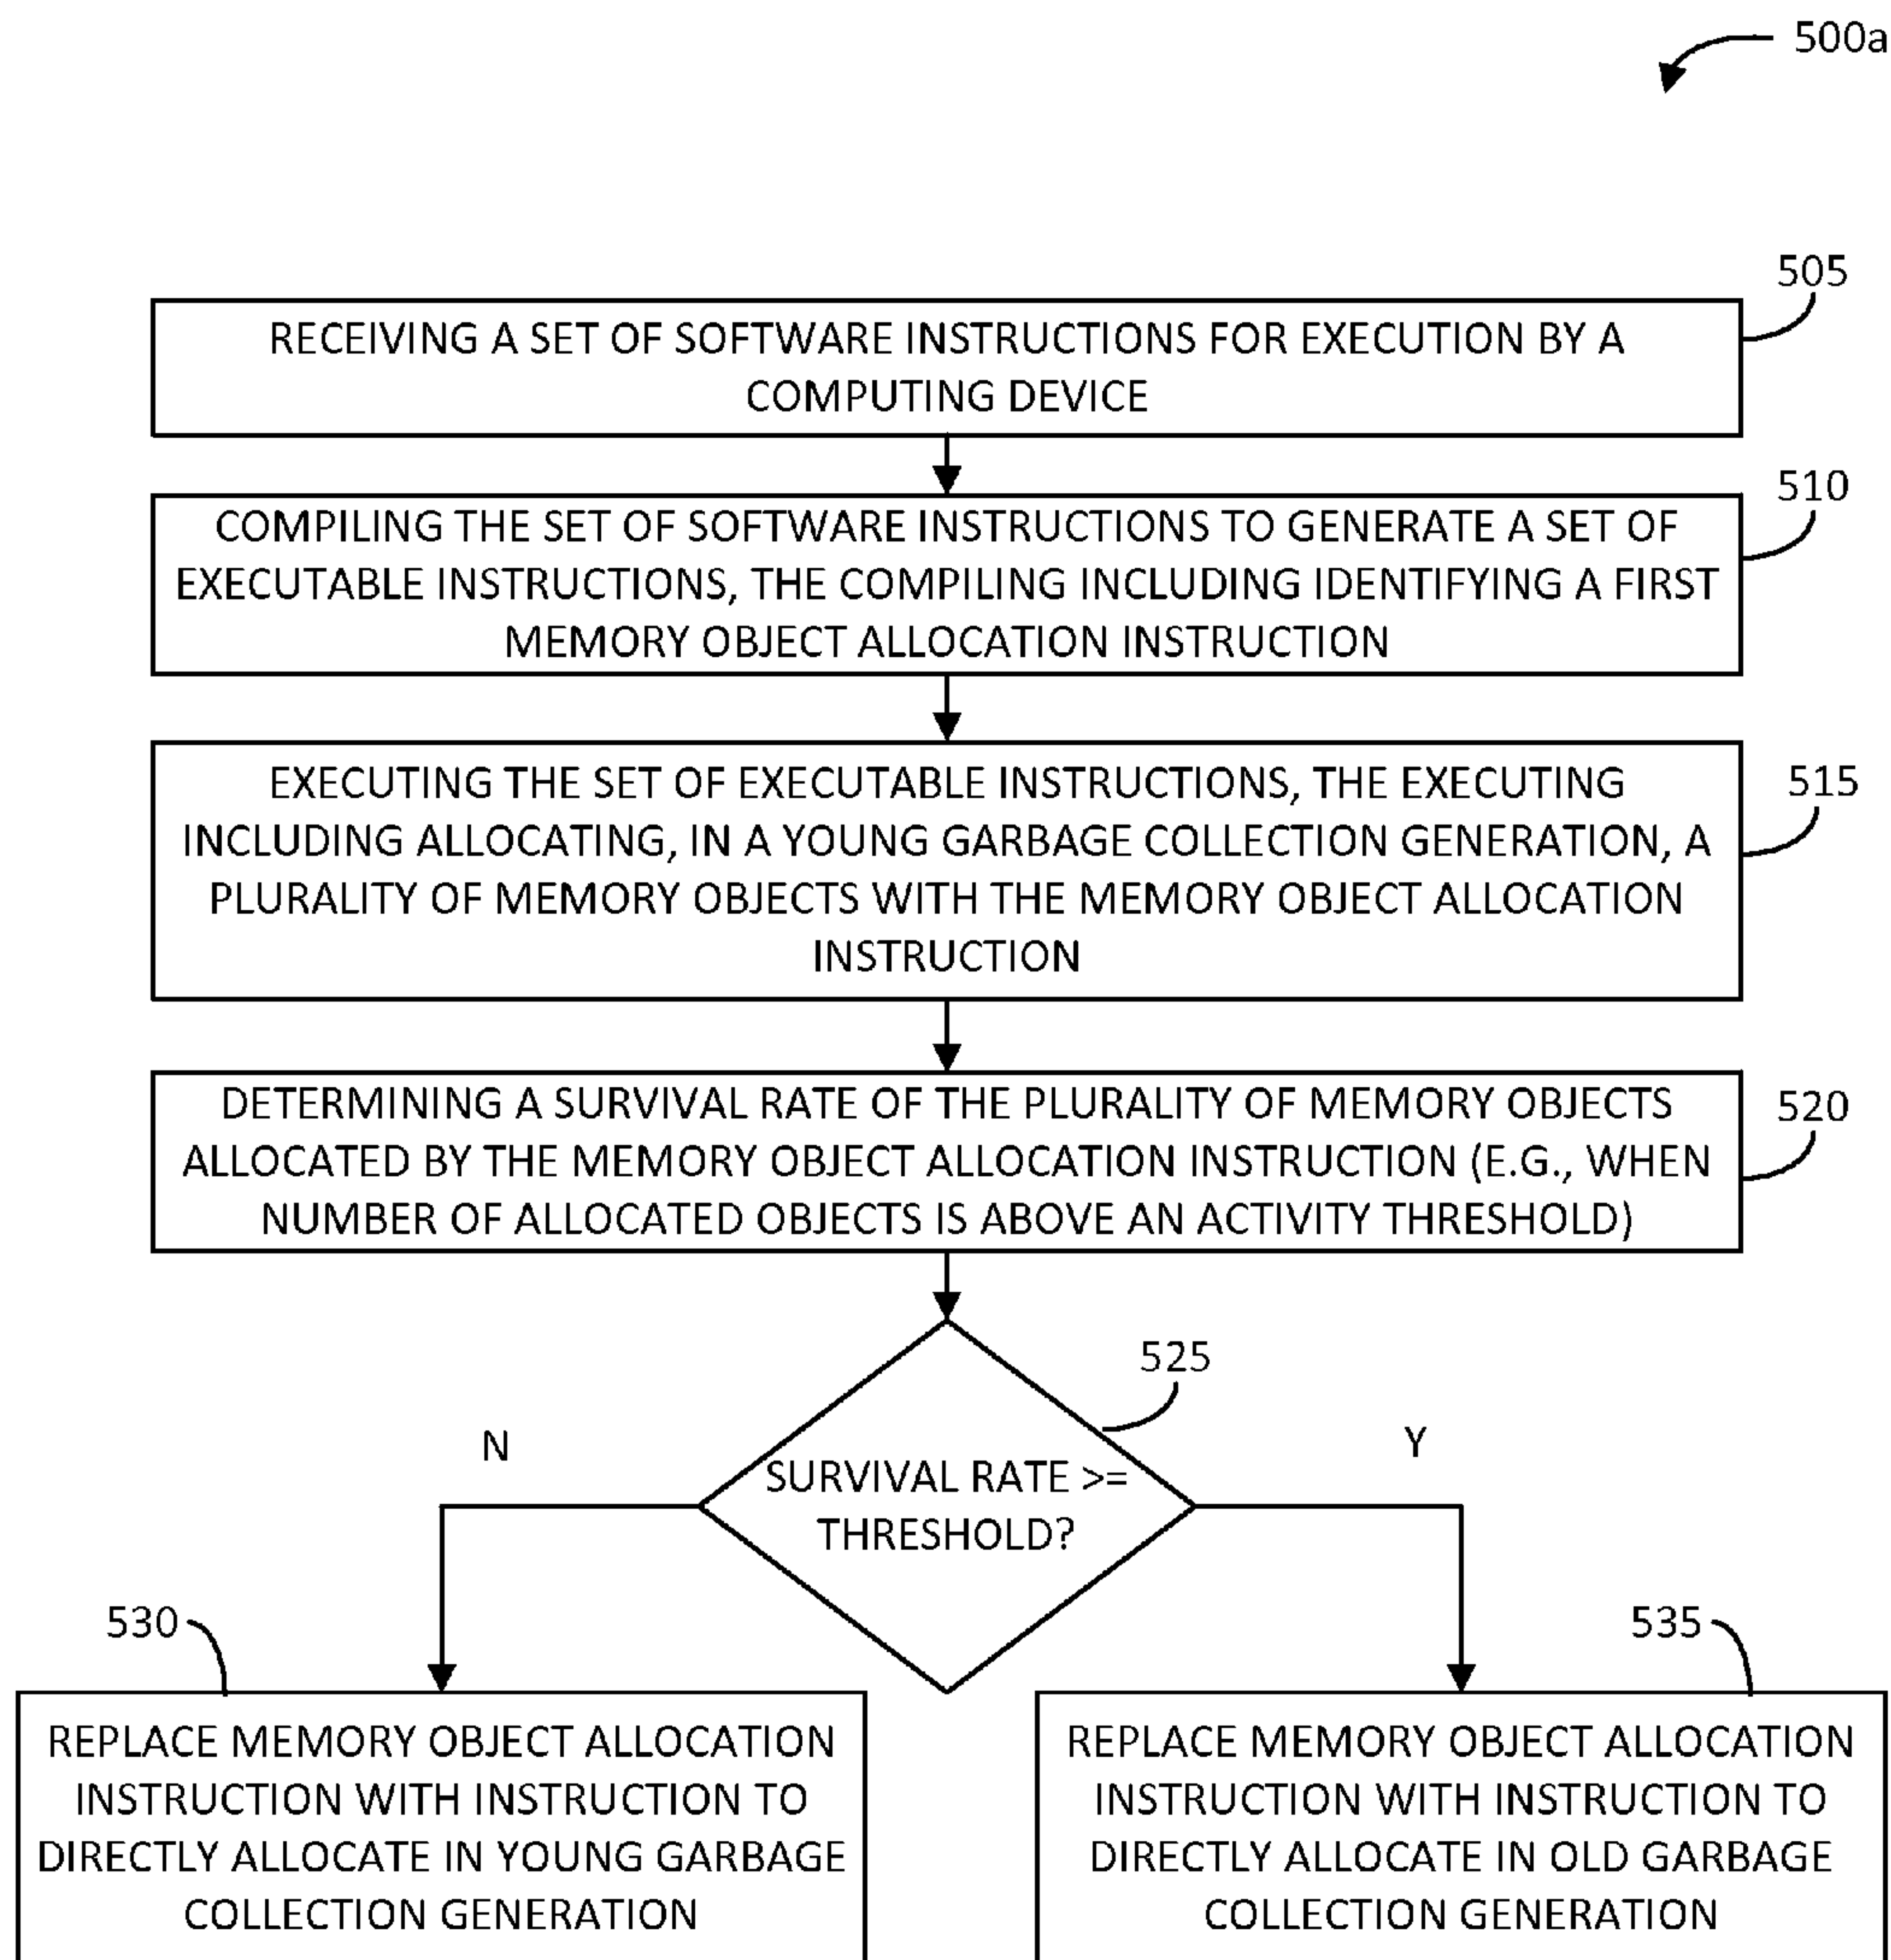 500a
505
RECEIVING A SET OF SOFTWARE INSTRUCTIONS FOR EXECUTION BY A
COMPUTING DEVICE
510
COMPILING THE SET OF SOFTWARE INSTRUCTIONS TO GENERATE A SET OF
EXECUTABLE INSTRUCTIONS, THE COMPILING INCLUDING IDENTIFYING A FIRST
MEMORY OBJECT ALLOCATION INSTRUCTION
515
EXECUTING THE SET OF EXECUTABLE INSTRUCTIONS, THE EXECUTING
INCLUDING ALLOCATING, IN A YOUNG GARBAGE COLLECTION GENERATION, A
PLURALITY OF MEMORY OBJECTS WITH THE MEMORY OBJECT ALLOCATION
INSTRUCTION
520
DETERMINING A SURVIVAL RATE OF THE PLURALITY OF MEMORY OBJECTS
ALLOCATED BY THE MEMORY OBJECT ALLOCATION INSTRUCTION (E.G., WHEN
NUMBER OF ALLOCATED OBJECTS IS ABOVE AN ACTIVITY THRESHOLD)
525
N
Y
SURVIVAL RATE >=
THRESHOLD?
530
REPLACE MEMORY OBJECT ALLOCATION
INSTRUCTION WITH INSTRUCTION TO
DIRECTLY ALLOCATE IN YOUNG GARBAGE
COLLECTION GENERATION
535
REPLACE MEMORY OBJECT ALLOCATION
INSTRUCTION WITH INSTRUCTION TO
DIRECTLY ALLOCATE IN OLD GARBAGE
COLLECTION GENERATION